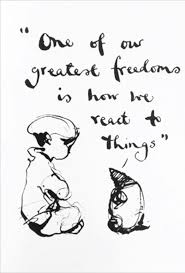 "One of our
greatest freedoms
is how we
react to
things"